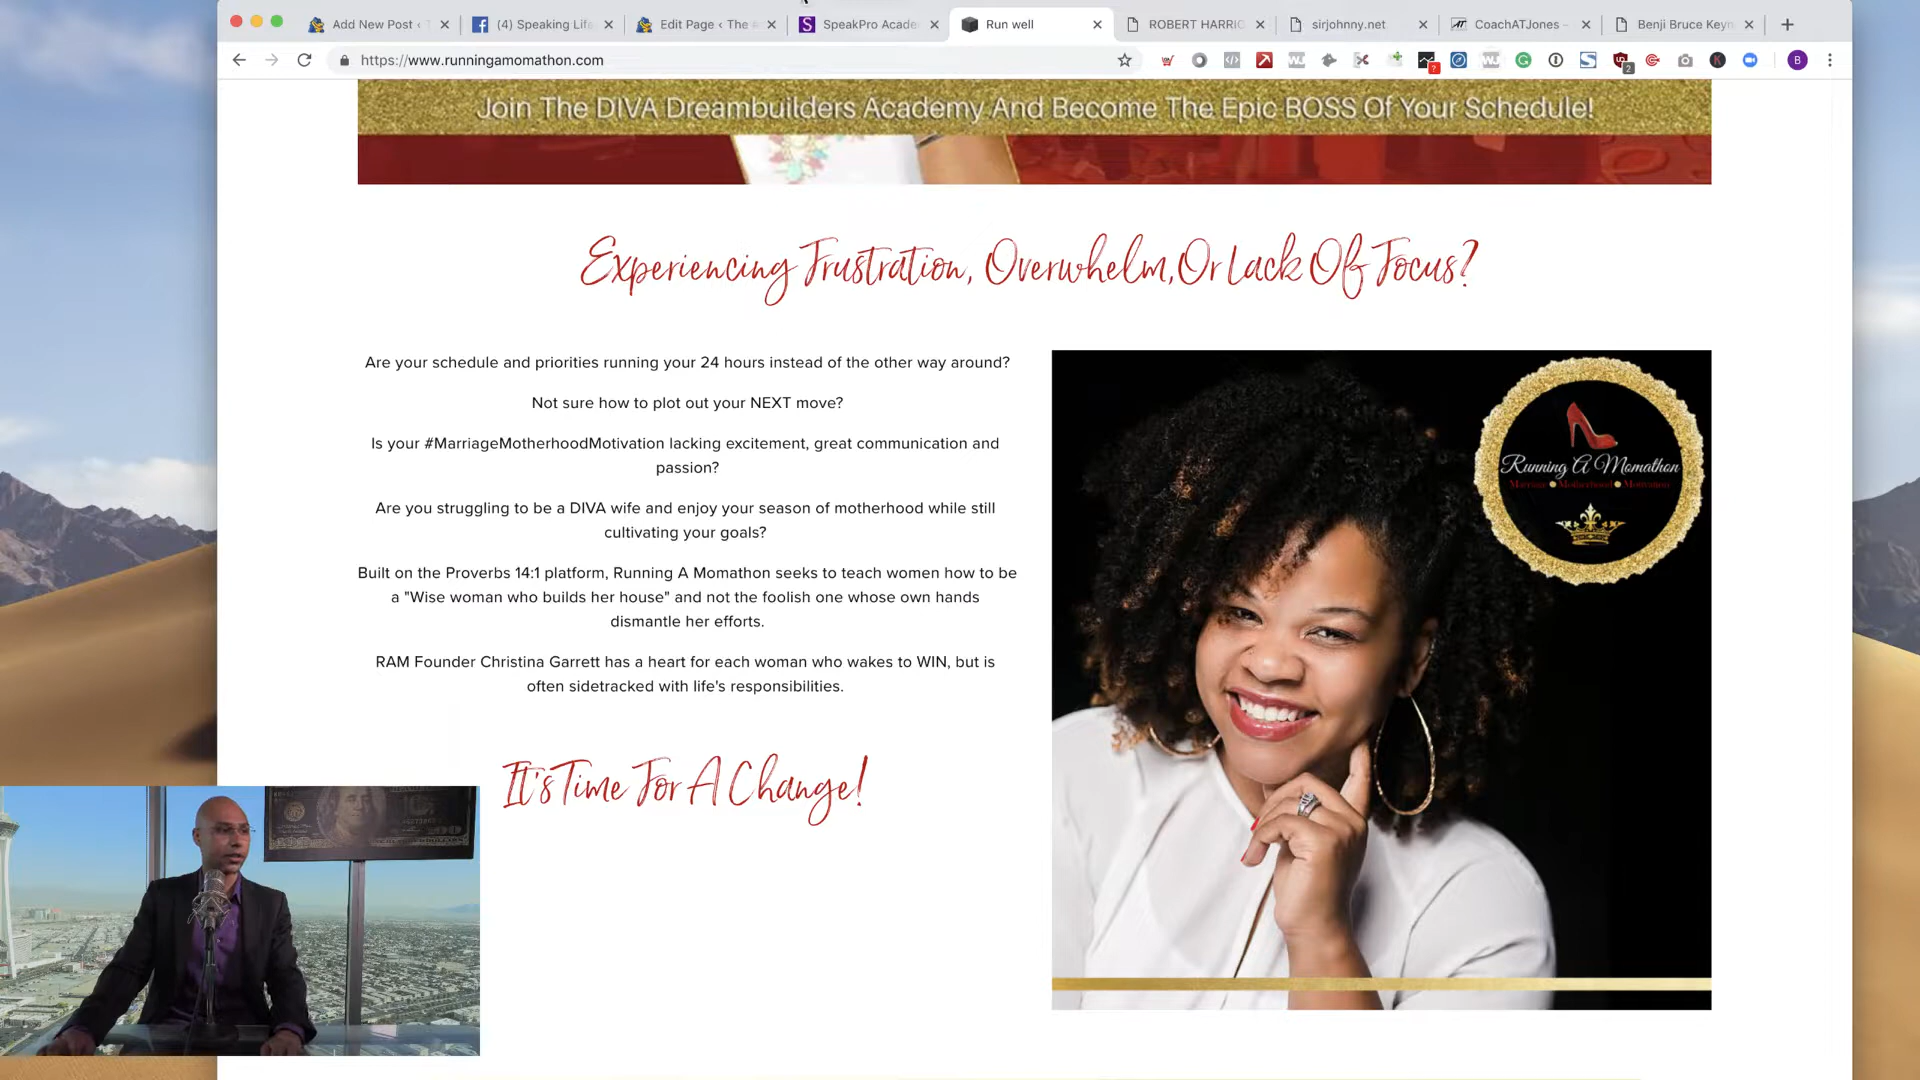 Add New Post ‹
(4) Speaking Life
Edit Page ‹ The
SpeakPro Acade
Run well
ROBERT HARRI
sirjohnny.net
CoachATJones –
Benji Bruce Keyn
https://www.runningamomathon.com
Join The DIVA Dreambuilders Academy And Become The Epic BOSS Of Your Schedule!
Experiencing Frustration, Overwhelm, Or Lack Of Focus?
Are your schedule and priorities running your 24 hours instead of the other way around?
Not sure how to plot out your NEXT move?
Is your #MarriageMotherhoodMotivation lacking excitement, great communication and
passion?
Are you struggling to be a DIVA wife and enjoy your season of motherhood while still
cultivating your goals?
Built on the Proverbs 14:1 platform, Running A Momathon seeks to teach women how to be
a "Wise woman who builds her house" and not the foolish one whose own hands
dismantle her efforts.
RAM Founder Christina Garrett has a heart for each woman who wakes to WIN, but is
often sidetracked with life's responsibilities.
It's Time For A Change!
Running A Momathon
Marriage • Motherhood • Motivation